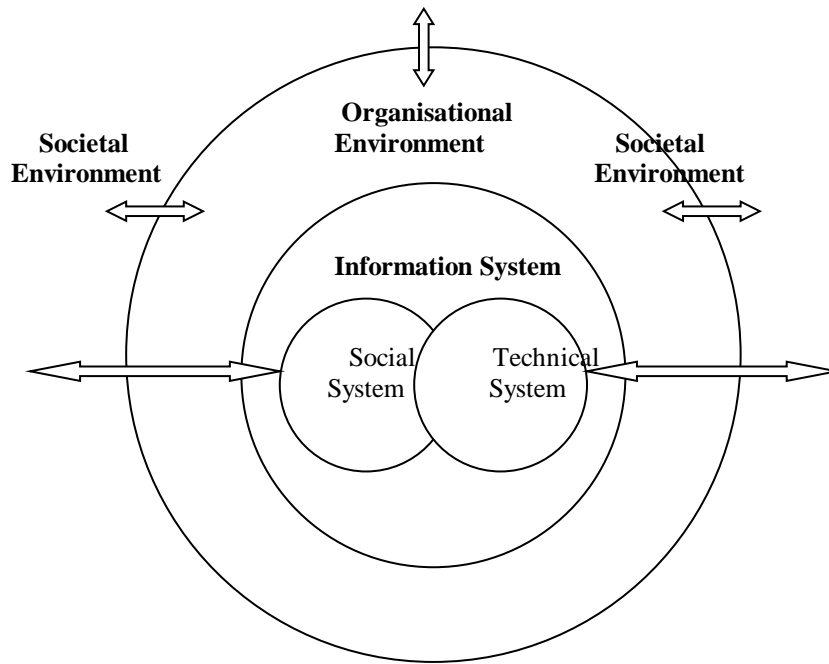 Organisational
Environment
Societal
Environment
Societal
Environment
Information System
Social
System
Technical
System